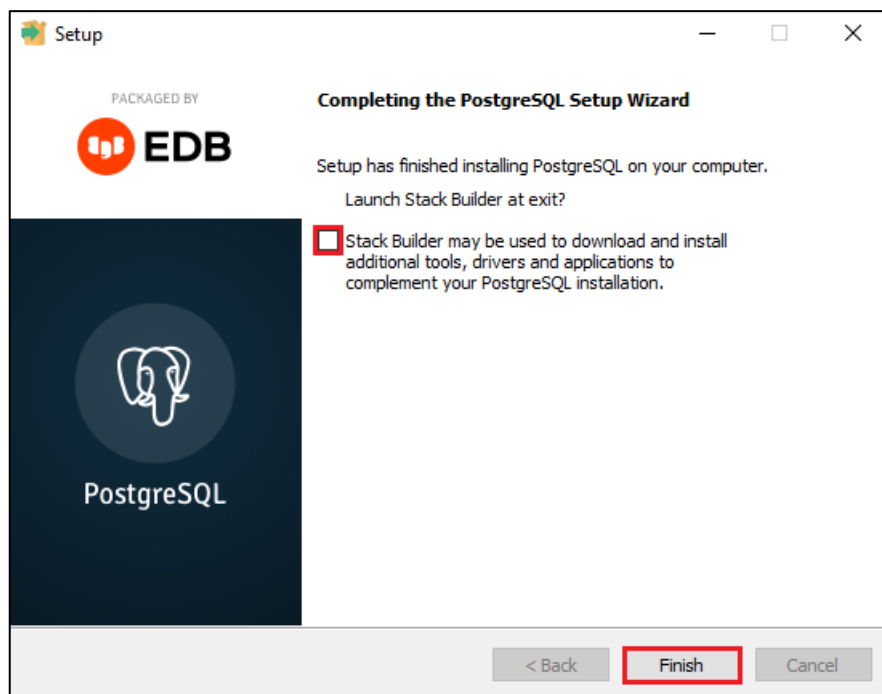 Setup
PACKAGED BY
EDB
Completing the PostgreSQL Setup Wizard
Setup has finished installing PostgreSQL on your computer.
Launch Stack Builder at exit?
Stack Builder may be used to download and install
additional tools, drivers and applications to
complement your PostgreSQL installation.
PostgreSQL
< Back
Finish
Cancel